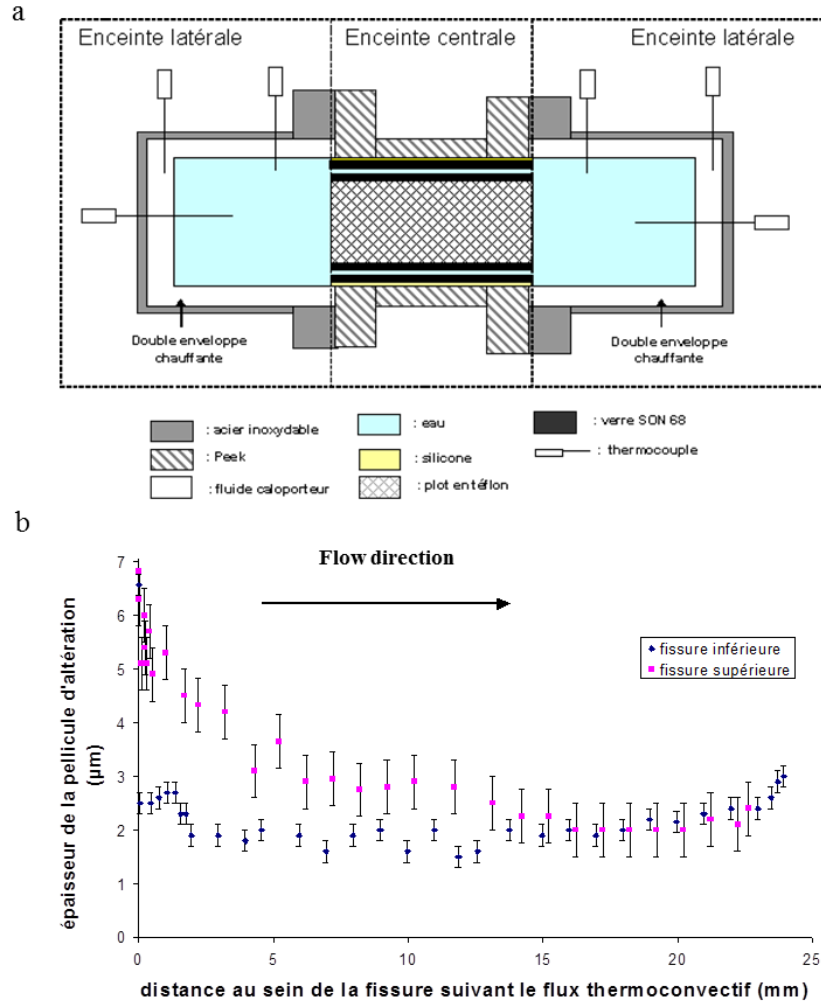 a
Enceinte latérale
Enceinte centrale
Enceinte latérale
Double enveloppe
chauffante
Double enveloppe
chauffante
: acier inoxydable
: eau
: verre SON 68
: Peek
: silicone
: thermocouple
: fluide caloporteur
: plot en téflon
b
7
6
5
4
3
2
1
0
épaisseur de la pellicule d'altération
(µm)
Flow direction
fissure inférieure
fissure supérieure
0
5
10
15
20
25
distance au sein de la fissure suivant le flux thermoconvectif (mm)